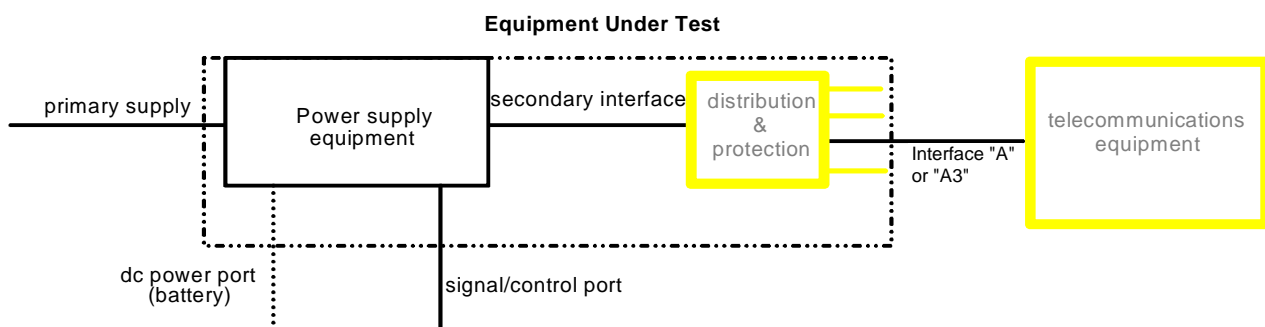 Equipment Under Test
primary supply
Power supply
equipment
secondary interface
distribution
&
protection
Interface "A"
or "A3"
telecommunications
equipment
dc power port
(battery)
signal/control port